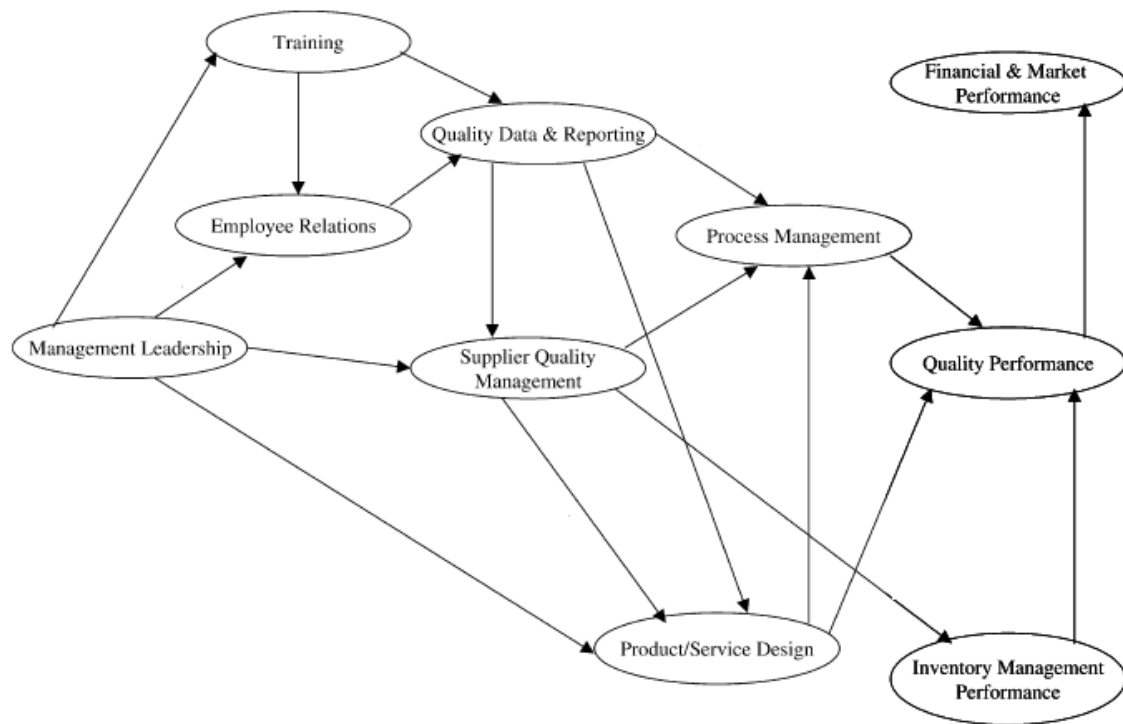 Training
Financial & Market
Performance
Quality Data & Reporting
Employee Relations
Process Management
Management Leadership
Supplier Quality
Management
Quality Performance
Product/Service Design
Inventory Management
Performance